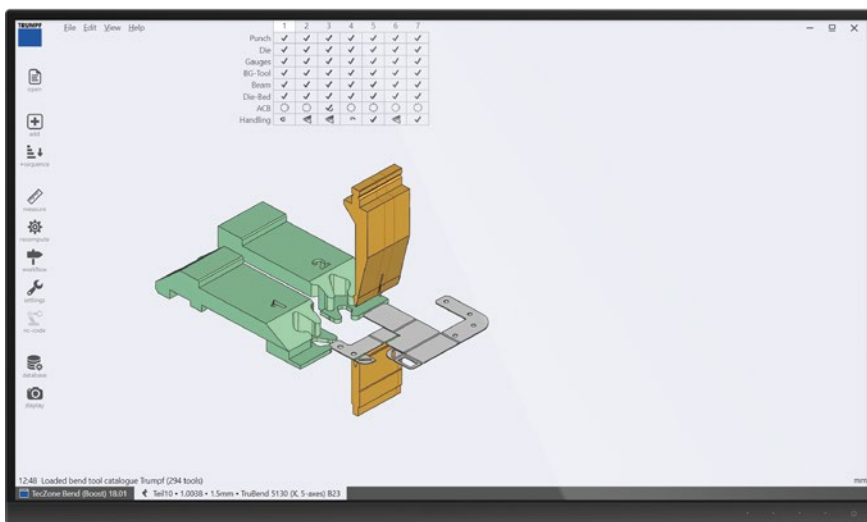 TRUMPF
File Edit View Help
1 2 3 4 5 6 7
Punch
Die
Gauges
BG-Tool
Beam
Die-Bed
ACB
Handling
open
add
+sequence
measure
recompute
workflow
settings
nc-code
database
display
2
1
12:48 Loaded bend tool catalogue Trumpf (294 tools)
mm
TecZone Bend (Boost) 18.01 Teil10 • 1.0038 • 1.5mm • TruBend 5130 (X, 5-axes) B23